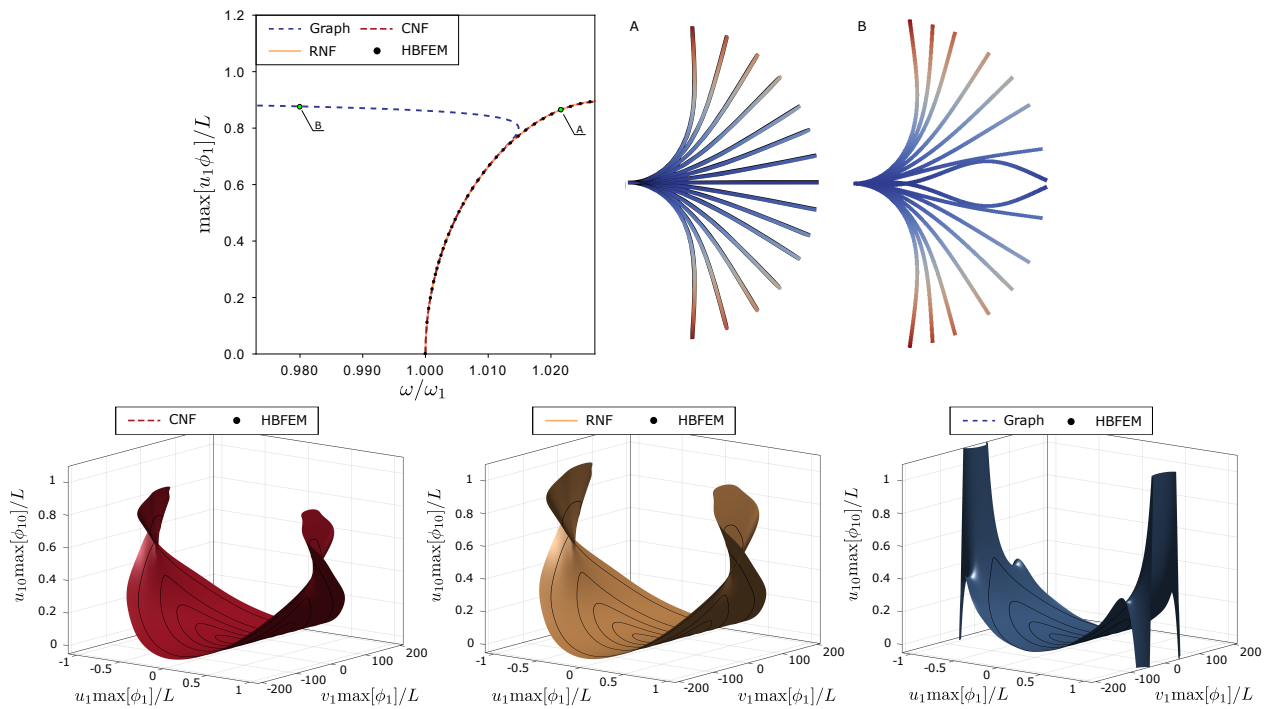 Graph CNF
RNF HBFEM
1.2
1.0
0.8
0.6
0.4
0.2
0.0
max[u₁ϕ₁]/L
B
A
0.980 0.990 1.000 1.010 1.020
ω/ω₁
A
B
CNF HBFEM
1
0.8
0.6
0.4
0.2
0
u₁₀max[ϕ₁₀]/L
-1 -0.5 0 0.5 1
u₁max[ϕ₁]/L
-200 -100 0 100 200
v₁max[ϕ₁]/L
RNF HBFEM
1
0.8
0.6
0.4
0.2
0
u₁₀max[ϕ₁₀]/L
-1 -0.5 0 0.5 1
u₁max[ϕ₁]/L
-200 -100 0 100 200
v₁max[ϕ₁]/L
Graph HBFEM
1
0.8
0.6
0.4
0.2
0
u₁₀max[ϕ₁₀]/L
-1 -0.5 0 0.5 1
u₁max[ϕ₁]/L
-200 -100 0 100 200
v₁max[ϕ₁]/L